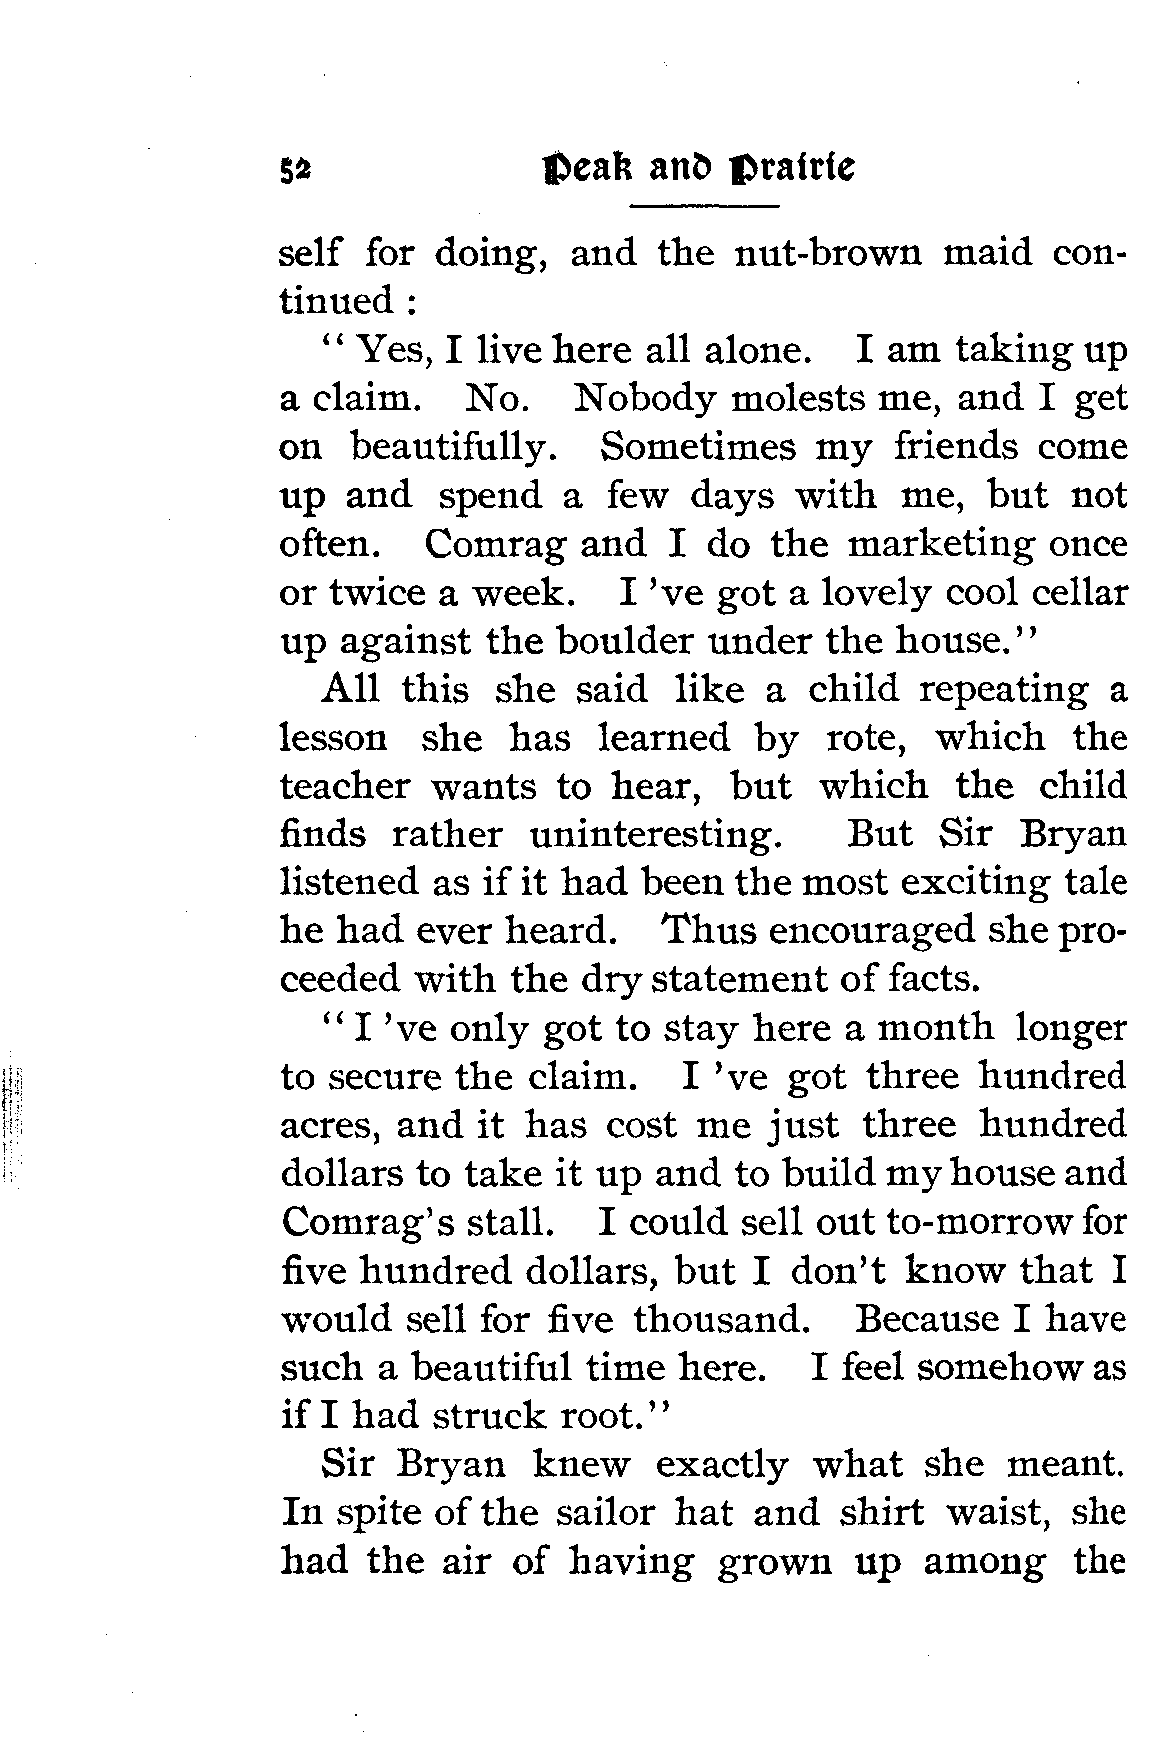 52 Peak and Prairie
self for doing, and the nut-brown maid con-
tinued :
“ Yes, I live here all alone. I am taking up
a claim. No. Nobody molests me, and I get
on beautifully. Sometimes my friends come
up and spend a few days with me, but not
often. Comrag and I do the marketing once
or twice a week. I 've got a lovely cool cellar
up against the boulder under the house.”
All this she said like a child repeating a
lesson she has learned by rote, which the
teacher wants to hear, but which the child
finds rather uninteresting. But Sir Bryan
listened as if it had been the most exciting tale
he had ever heard. Thus encouraged she pro-
ceeded with the dry statement of facts.
“ I 've only got to stay here a month longer
to secure the claim. I 've got three hundred
acres, and it has cost me just three hundred
dollars to take it up and to build my house and
Comrag's stall. I could sell out to-morrow for
five hundred dollars, but I don't know that I
would sell for five thousand. Because I have
such a beautiful time here. I feel somehow as
if I had struck root.”
Sir Bryan knew exactly what she meant.
In spite of the sailor hat and shirt waist, she
had the air of having grown up among the